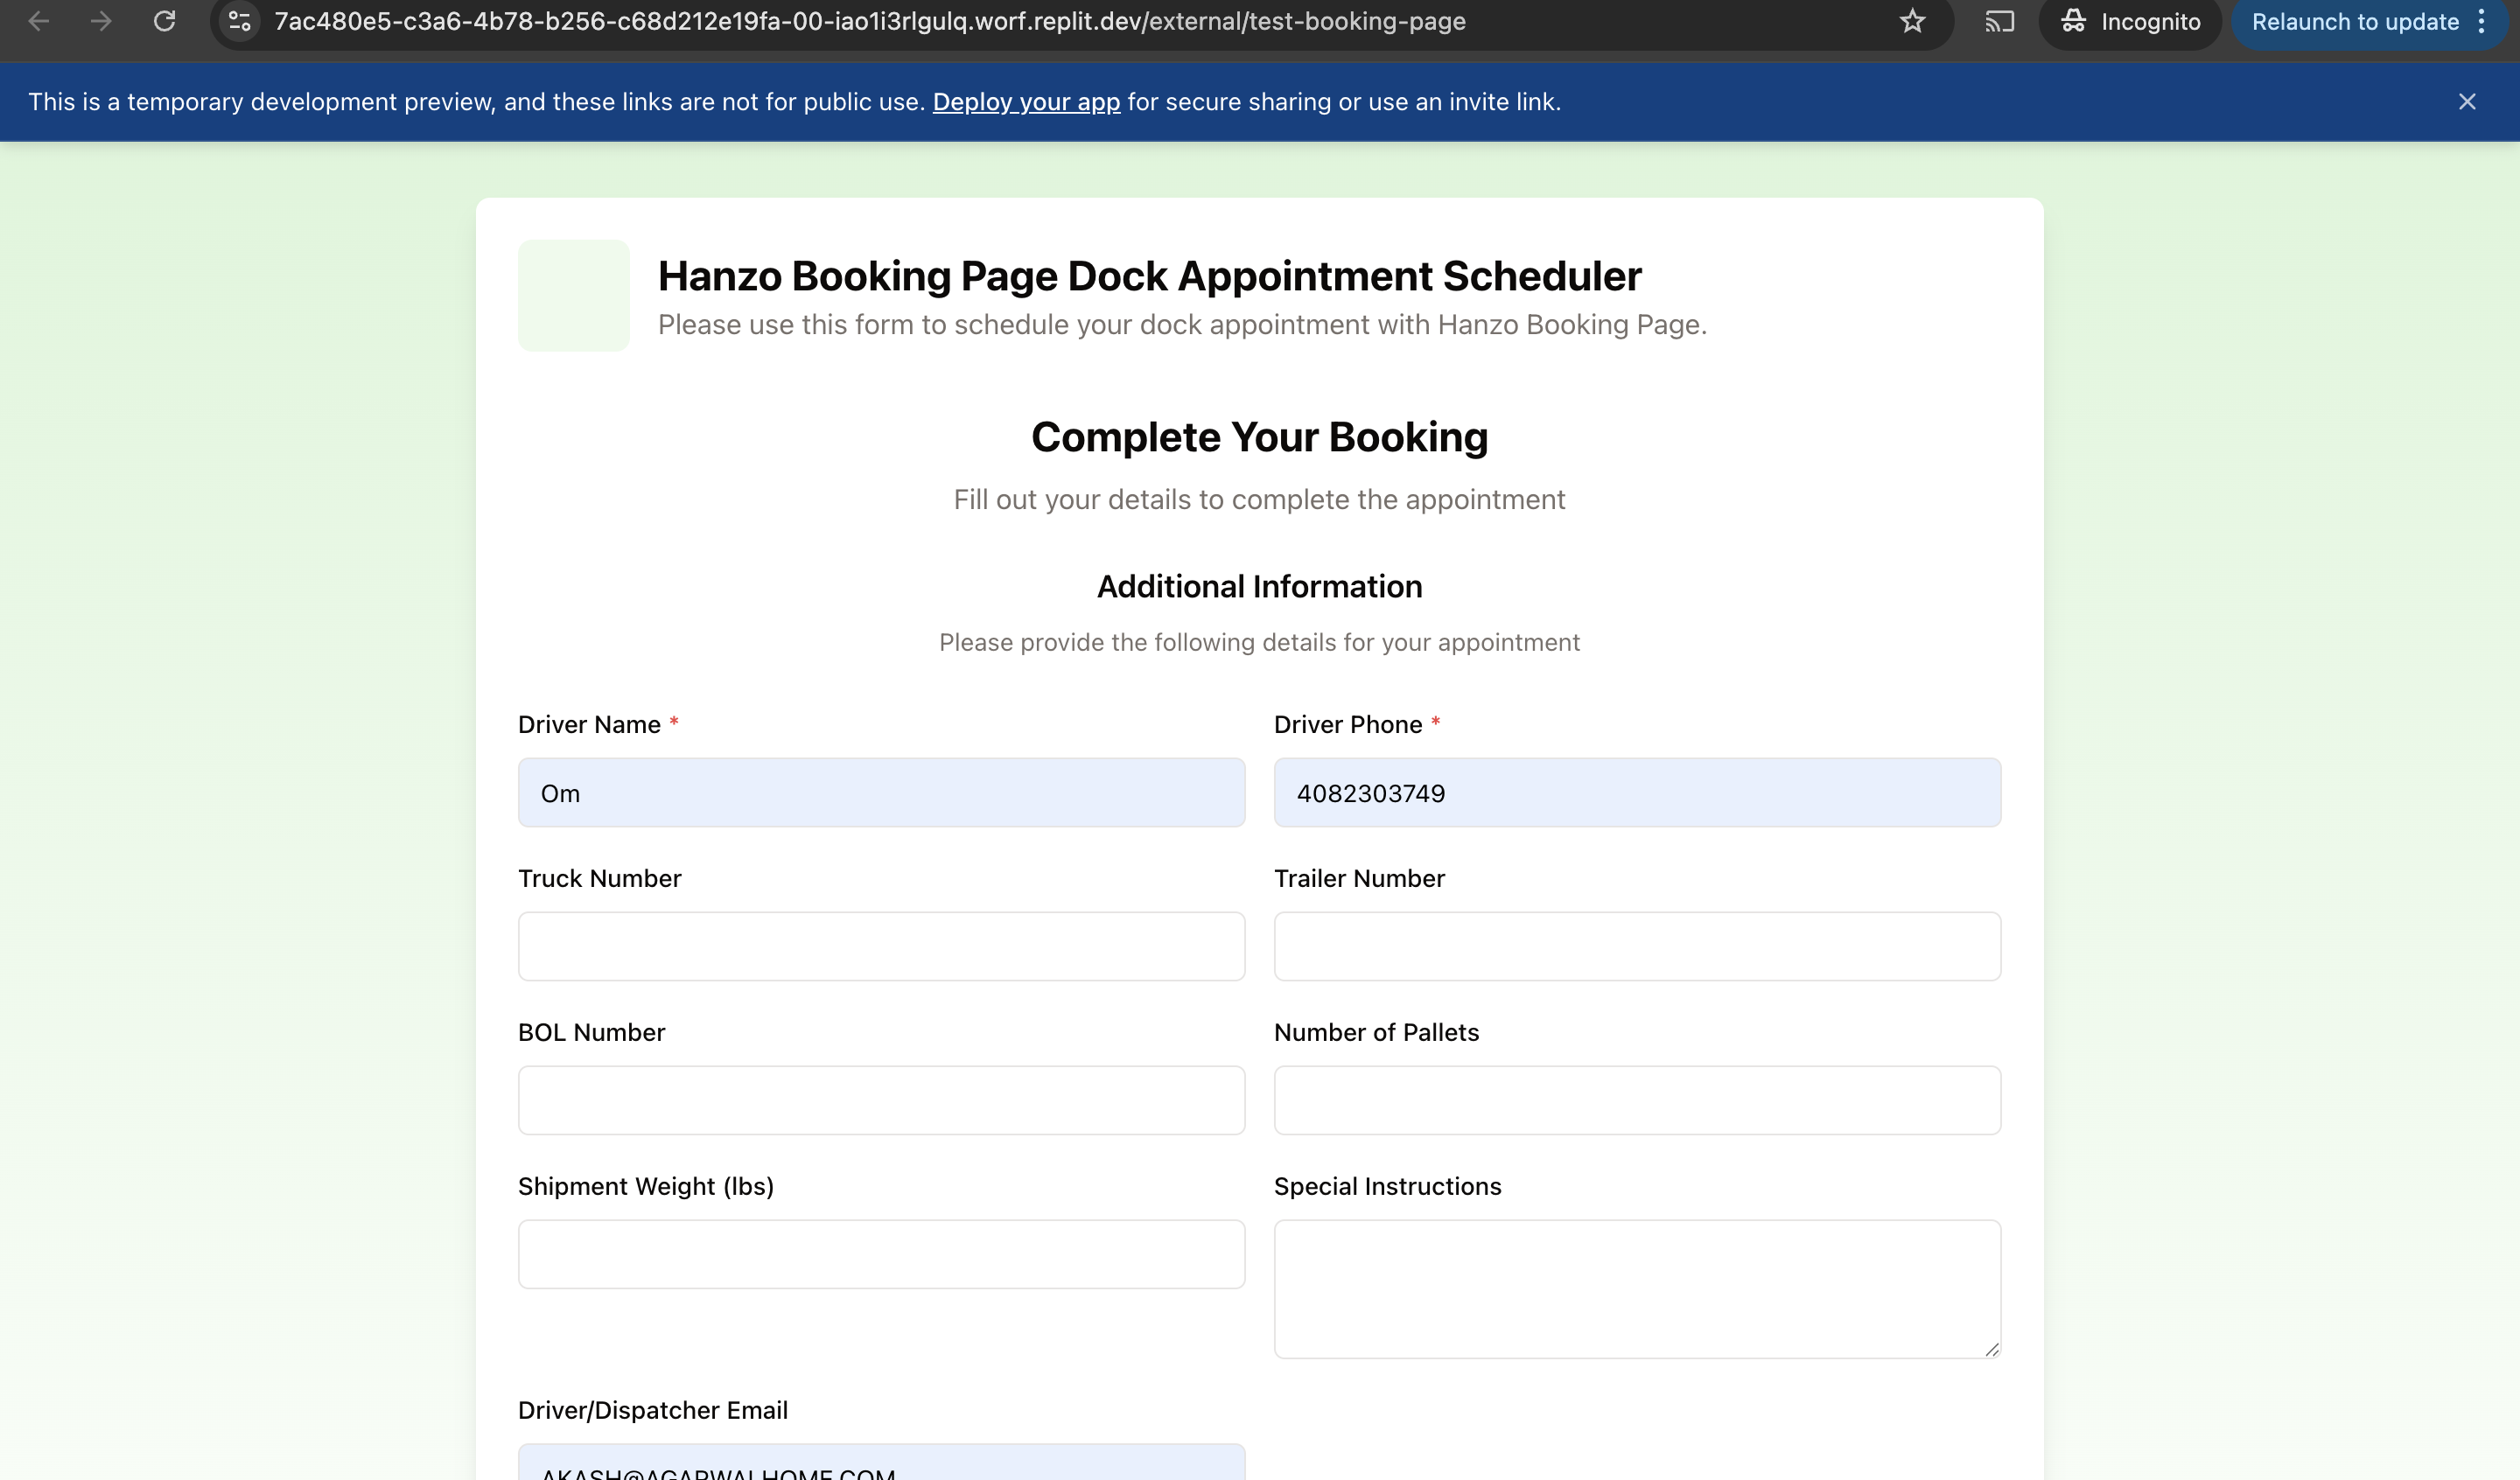 7ac480e5-c3a6-4b78-b256-c68d212e19fa-00-iao1i3rlgulq.worf.replit.dev/external/test-booking-page
Incognito
Relaunch to update
This is a temporary development preview, and these links are not for public use. Deploy your app for secure sharing or use an invite link.
Hanzo Booking Page Dock Appointment Scheduler
Please use this form to schedule your dock appointment with Hanzo Booking Page.
Complete Your Booking
Fill out your details to complete the appointment
Additional Information
Please provide the following details for your appointment
Driver Name *
Driver Phone *
Om
4082303749
Truck Number
Trailer Number
BOL Number
Number of Pallets
Shipment Weight (lbs)
Special Instructions
Driver/Dispatcher Email
AKASH@AGARWALHOME.COM